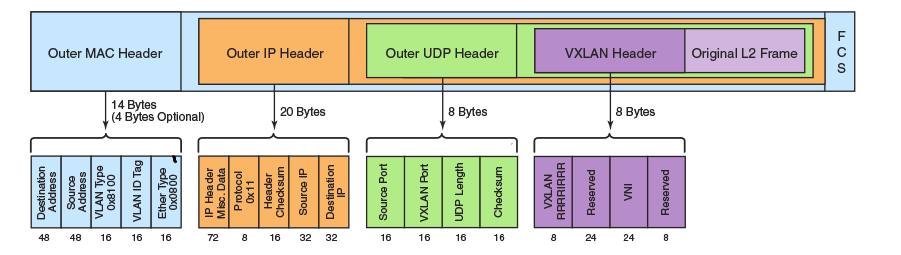 Outer MAC Header
Outer IP Header
Outer UDP Header
VXLAN Header
Original L2 Frame
F
C
S
14 Bytes
(4 Bytes Optional)
20 Bytes
8 Bytes
8 Bytes
Destination
Address
Source
Address
VLAN Type
0x8100
VLAN ID Tag
Ether Type
0x0800
IP Header
Misc. Data
Protocol
0x11
Header
Checksum
Source IP
Destination
IP
Source Port
VXLAN Port
UDP Length
Checksum
VXLAN
RRRRIRRR
Reserved
VNI
Reserved
48
48
16
16
16
72
8
16
32
32
16
16
16
16
8
24
24
8